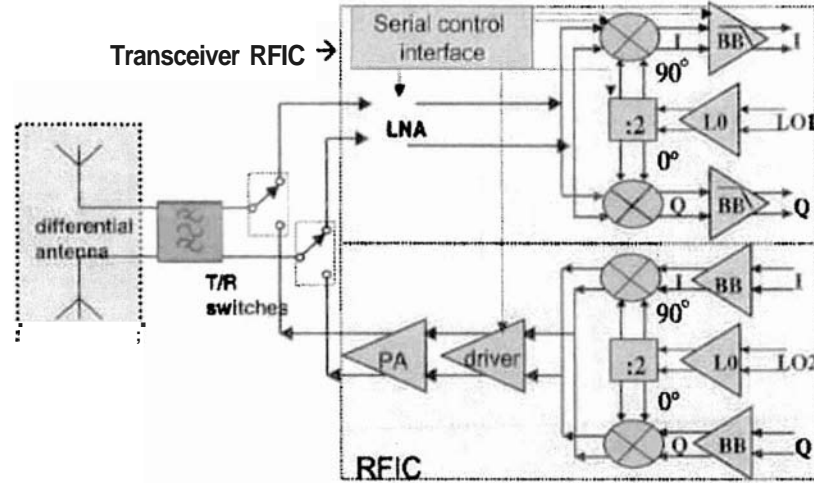 Transceiver RFIC →
Serial control
interface
I
BB
I
90°
LNA
:2
L0
LO1
0°
Q
BB
Q
differential
antenna
T/R
switches
I
BB
I
90°
PA
driver
:2
L0
LO2
0°
Q
BB
Q
RFIC